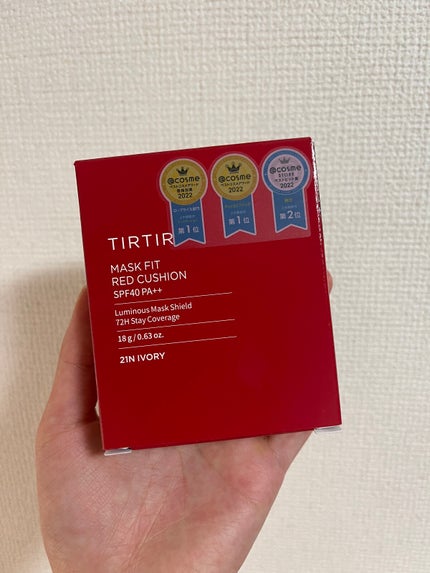 @cosme
2022
第1位
@cosme
2022
第1位
@cosme
2022
第2位
TIRTIR
MASK FIT
RED CUSHION
SPF40 PA++
Luminous Mask Shield
72H Stay Coverage
18 g / 0.63 oz.
21N IVORY